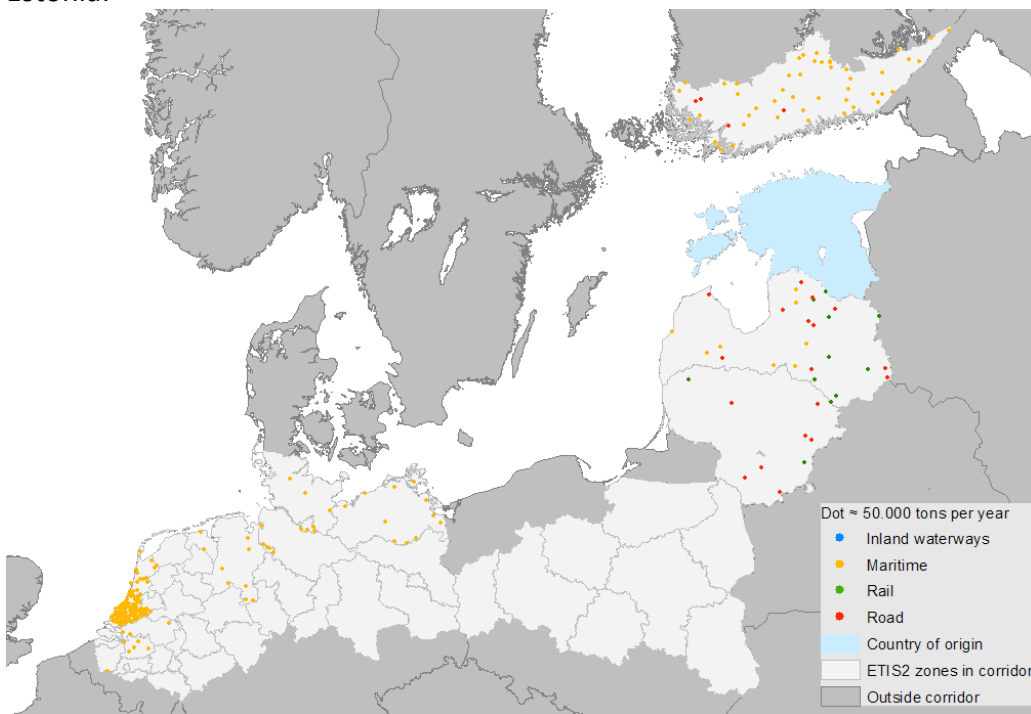 Estonia.
Dot ≈ 50.000 tons per year
Inland waterways
Maritime
Rail
Road
Country of origin
ETIS2 zones in corridor
Outside corridor